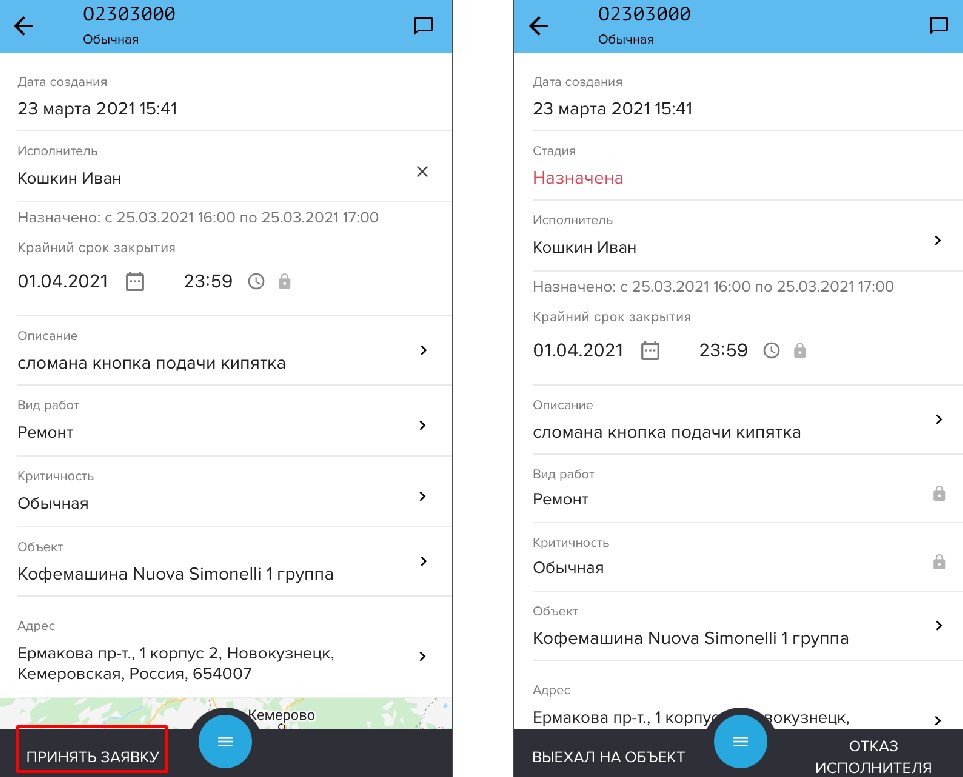 02303000
Обычная
Дата создания
23 марта 2021 15:41
Исполнитель
Кошкин Иван
Назначено: с 25.03.2021 16:00 по 25.03.2021 17:00
Крайний срок закрытия
01.04.2021 23:59
Описание
сломана кнопка подачи кипятка
Вид работ
Ремонт
Критичность
Обычная
Объект
Кофемашина Nuova Simonelli 1 группа
Адрес
Ермакова пр-т., 1 корпус 2, Новокузнецк,
Кемеровская, Россия, 654007
Кемерово
ПРИНЯТЬ ЗАЯВКУ
02303000
Обычная
Дата создания
23 марта 2021 15:41
Стадия
Назначена
Исполнитель
Кошкин Иван
Назначено: с 25.03.2021 16:00 по 25.03.2021 17:00
Крайний срок закрытия
01.04.2021 23:59
Описание
сломана кнопка подачи кипятка
Вид работ
Ремонт
Критичность
Обычная
Объект
Кофемашина Nuova Simonelli 1 группа
Адрес
Ермакова пр-т., 1 корпус 2, Новокузнецк,
ВЫЕХАЛ НА ОБЪЕКТ
ОТКАЗ
ИСПОЛНИТЕЛЯ